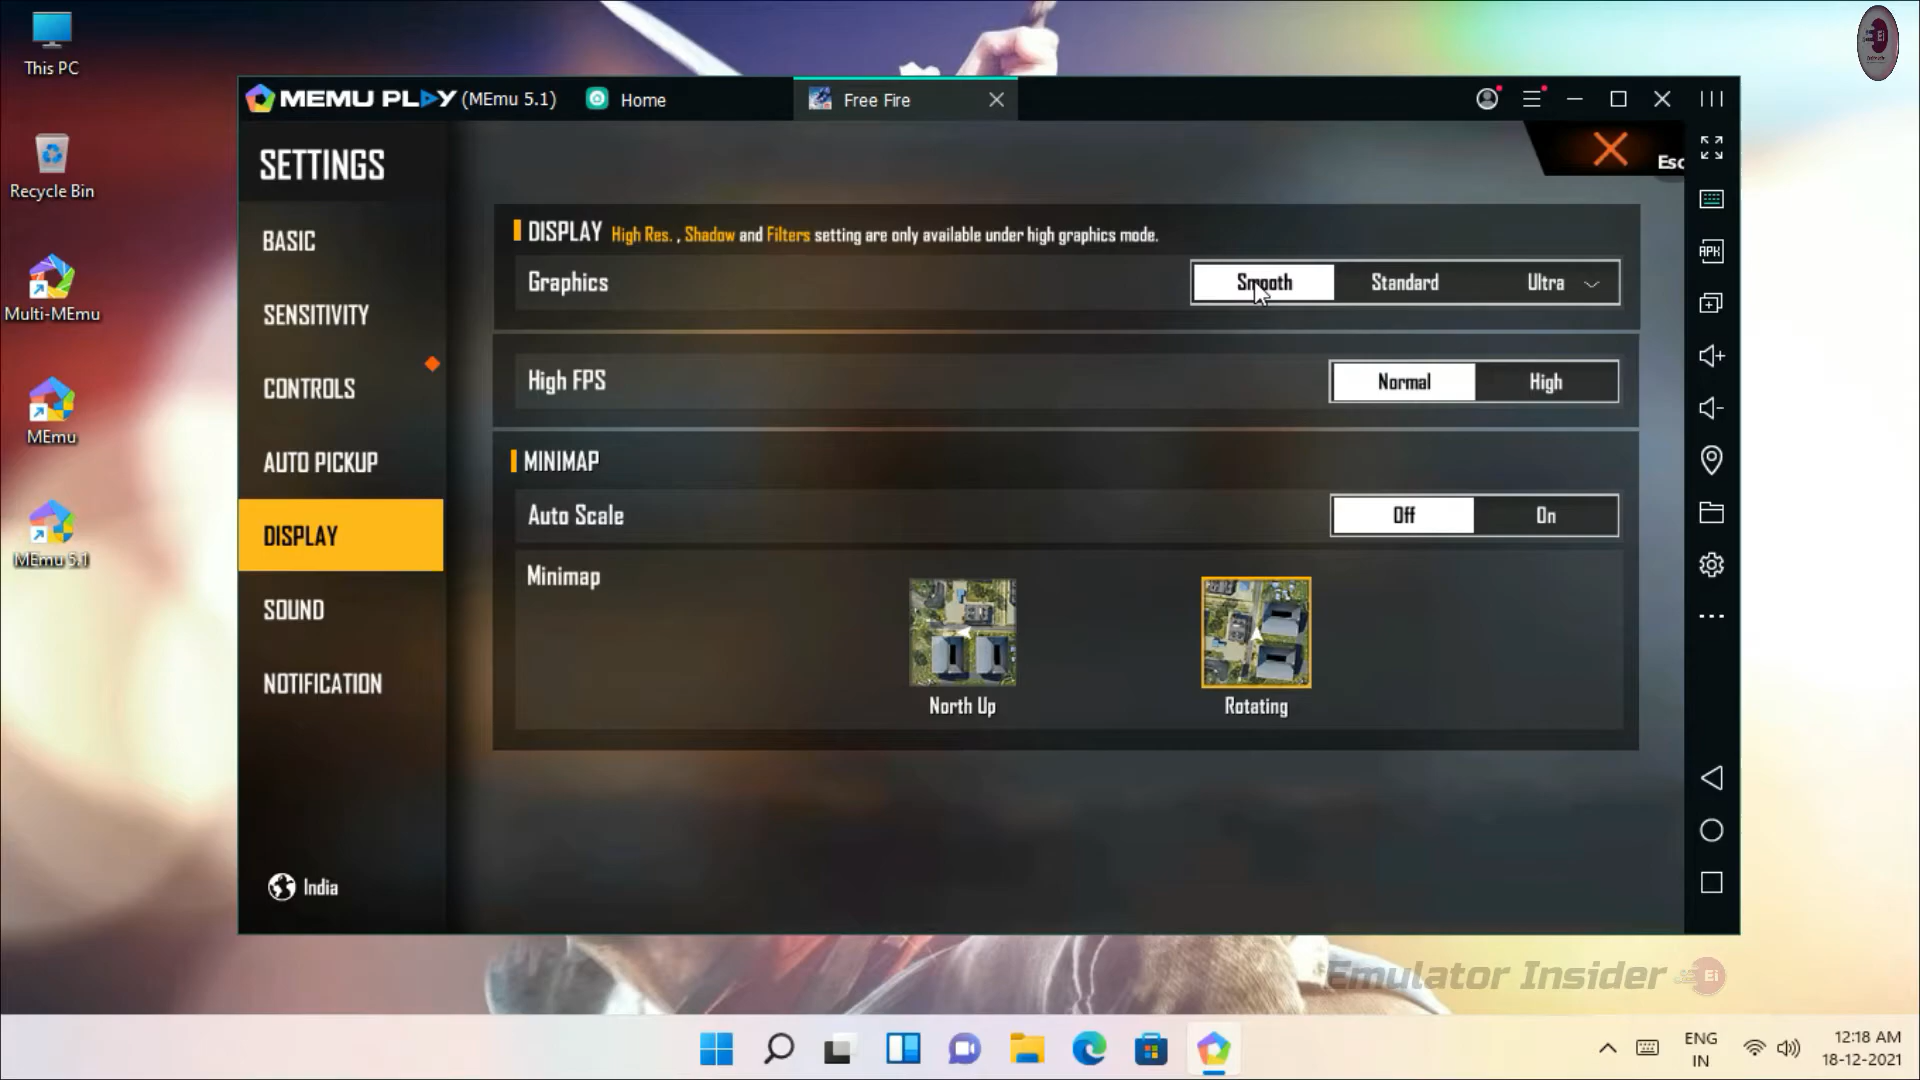 This PC
Recycle Bin
Multi-MEmu
MEmu
MEmu 5.1
MEMU PLAY (MEmu 5.1)
Home
Free Fire
SETTINGS
Esc
BASIC
SENSITIVITY
CONTROLS
AUTO PICKUP
DISPLAY
SOUND
NOTIFICATION
India
DISPLAY High Res. , Shadow and Filters setting are only available under high graphics mode.
Graphics
Smooth Standard Ultra
High FPS
Normal High
MINIMAP
Auto Scale
Off On
Minimap
North Up
Rotating
APK
Ei
Emulator Insider Ei
ENG
IN
12:18 AM
18-12-2021